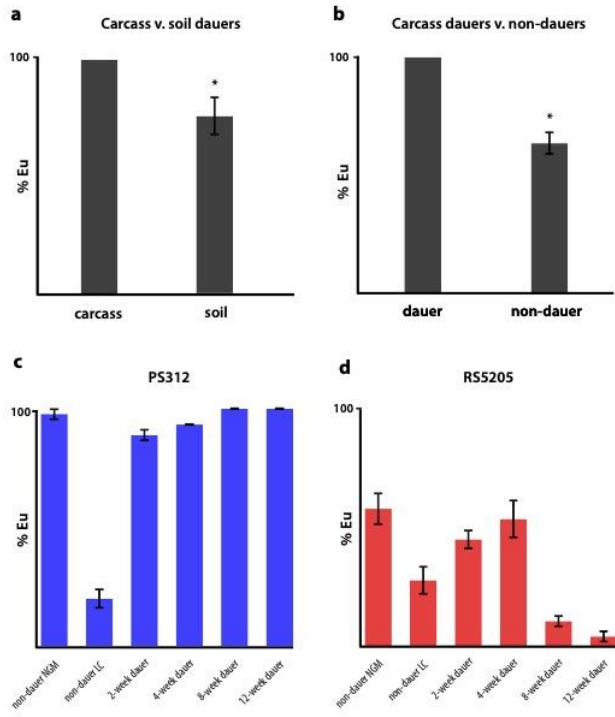 a
Carcass v. soil dauers
100
*
% Eu
carcass
soil
b
Carcass dauers v. non-dauers
100
*
% Eu
dauer
non-dauer
c
PS312
100
% Eu
non-dauer NGM
non-dauer LC
2-week dauer
4-week dauer
8-week dauer
12-week dauer
d
RS5205
100
% Eu
non-dauer NGM
non-dauer LC
2-week dauer
4-week dauer
8-week dauer
12-week dauer